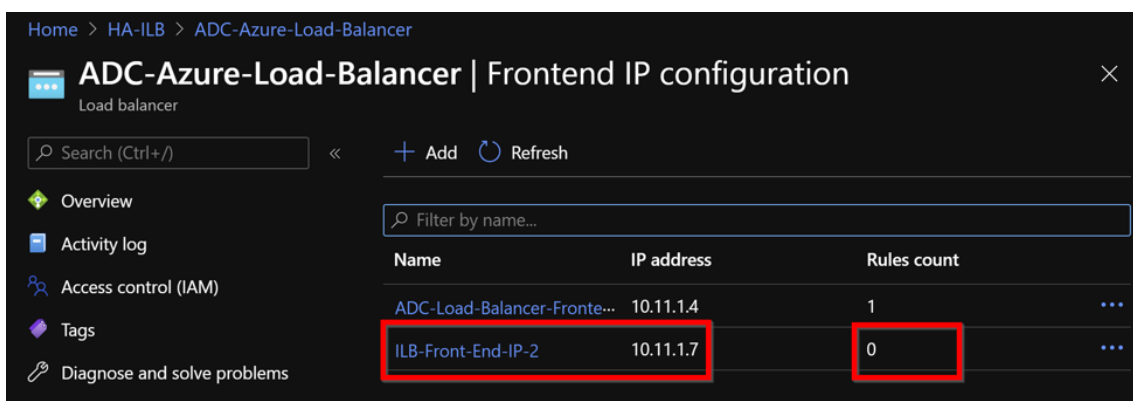 Home > HA-ILB > ADC-Azure-Load-Balancer
ADC-Azure-Load-Balancer | Frontend IP configuration
Load balancer
Search (Ctrl+/)
«
+ Add
Refresh
Overview
Activity log
Access control (IAM)
Tags
Diagnose and solve problems
Filter by name...
Name IP address Rules count
ADC-Load-Balancer-Fronte... 10.11.1.4 1 ...
ILB-Front-End-IP-2 10.11.1.7 0 ...